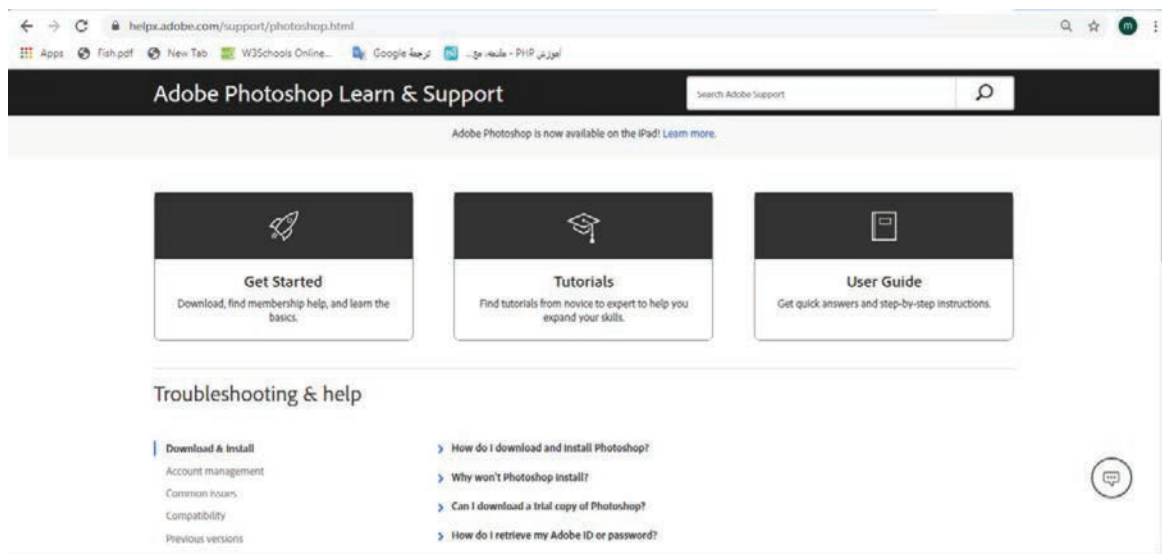 helpx.adobe.com/support/photoshop.html
m
Apps Fish.pdf New Tab W3Schools Online... ترجمة Google آموزش PHP - مقدمه، مع...
Adobe Photoshop Learn & Support
Search Adobe Support
Adobe Photoshop is now available on the iPad! Learn more.
Get Started
Download, find membership help, and learn the
basics.
Tutorials
Find tutorials from novice to expert to help you
expand your skills.
User Guide
Get quick answers and step-by-step instructions.
Troubleshooting & help
Download & Install
Account management
Common issues
Compatibility
Previous versions
How do I download and install Photoshop?
Why won't Photoshop install?
Can I download a trial copy of Photoshop?
How do I retrieve my Adobe ID or password?